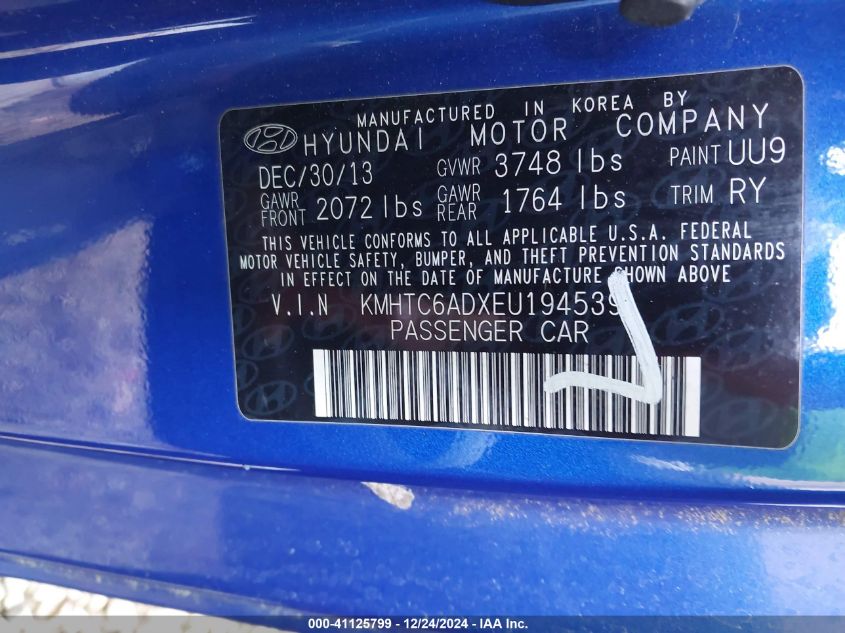 MANUFACTURED IN KOREA BY
HYUNDAI MOTOR COMPANY
DEC/30/13 GVWR 3748 lbs PAINT UU9
GAWR FRONT 2072 lbs GAWR REAR 1764 lbs TRIM RY
THIS VEHICLE CONFORMS TO ALL APPLICABLE U.S.A. FEDERAL
MOTOR VEHICLE SAFETY, BUMPER, AND THEFT PREVENTION STANDARDS
IN EFFECT ON THE DATE OF MANUFACTURE SHOWN ABOVE
V.I.N KMHTC6ADXEU194539
PASSENGER CAR
000-41125799 - 12/24/2024 - IAA Inc.